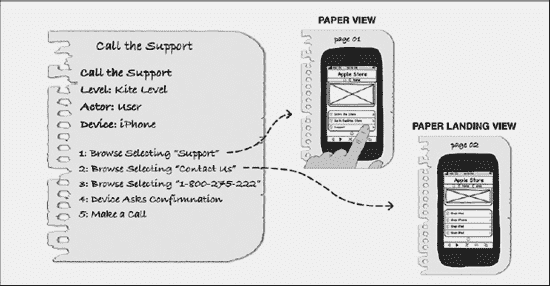 Call the Support
Call the Support
Level: Kite Level
Actor: User
Device: iPhone
1: Browse Selecting "Support"
2: Browse Selecting "Contact Us"
3: Browse Selecting "1-800-275-222"
4: Device Asks Confimnation
5: Make a Call
PAPER VIEW
page 01
Apple Store
PAPER LANDING VIEW
page 02
Apple Store